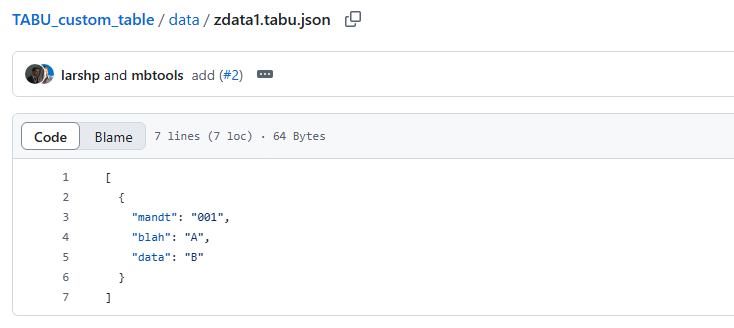 TABU_custom_table / data / zdata1.tabu.json
larshp and mbtools add (#2)
Code Blame 7 lines (7 loc) · 64 Bytes
1 [
2 {
3 "mandt": "001",
4 "blah": "A",
5 "data": "B"
6 }
7 ]